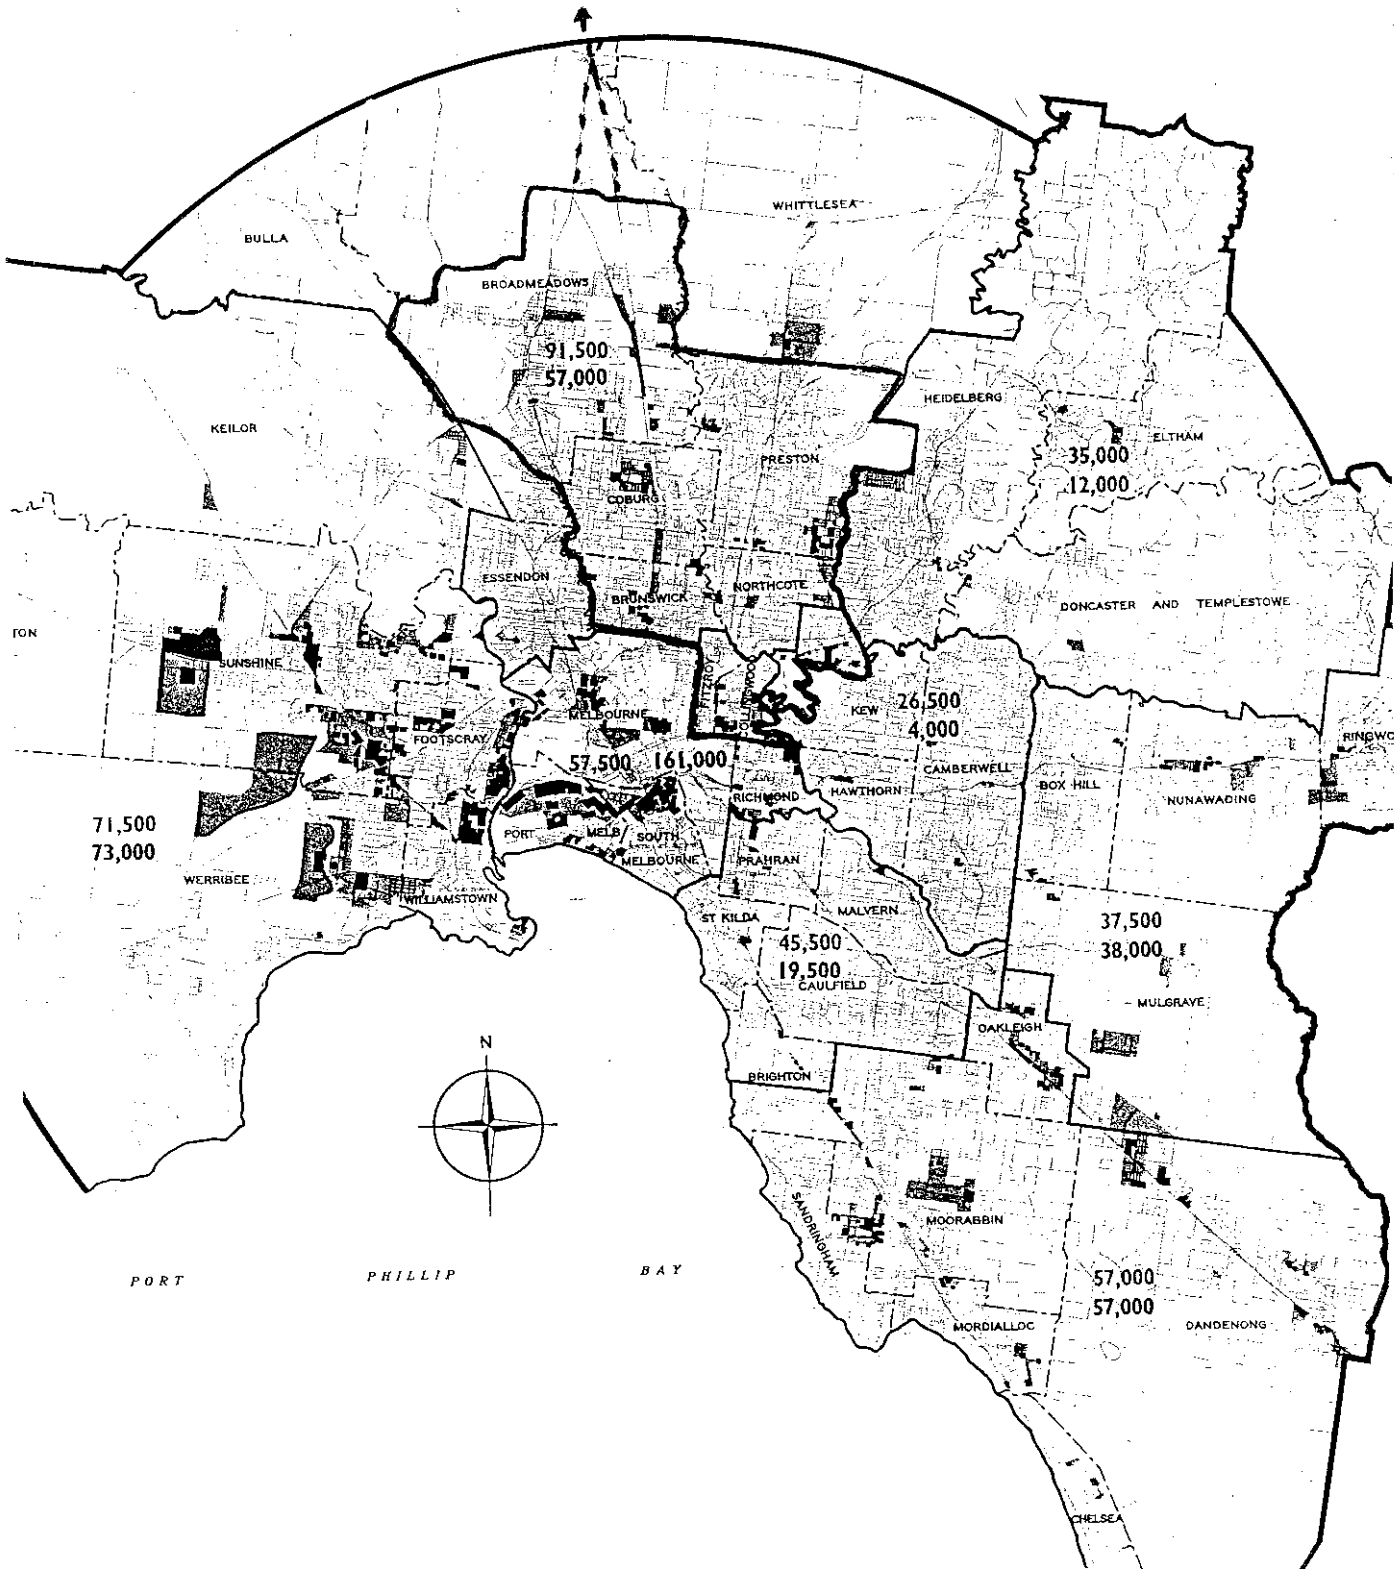 WHITTLESEA
BULLA
BROADMEADOWS
91,500
57,000
HEIDELBERG
KEILOR
ELTHAM
35,000
12,000
PRESTON
COBURG
ESSENDON
BRUNSWICK
NORTHCOTE
DONCASTER AND TEMPLESTOWE
TON
SUNSHINE
FITZROY
COLLINGWOOD
MELBOURNE
KEW
26,500
4,000
FOOTSCRAY
RINGWO
57,500 161,000
CAMBERWELL
BOX HILL
NUNAWADING
RICHMOND
HAWTHORN
71,500
73,000
PORT MELB
SOUTH
MELBOURNE
PRAHRAN
WERRIBEE
WILLIAMSTOWN
ST KILDA
MALVERN
37,500
38,000
45,500
19,500
CAULFIELD
MULGRAVE
OAKLEIGH
N
BRIGHTON
SANDRINGHAM
MOORABBIN
PORT PHILLIP BAY
57,000
57,000
MORDIALLOC
DANDENONG
CHELSEA